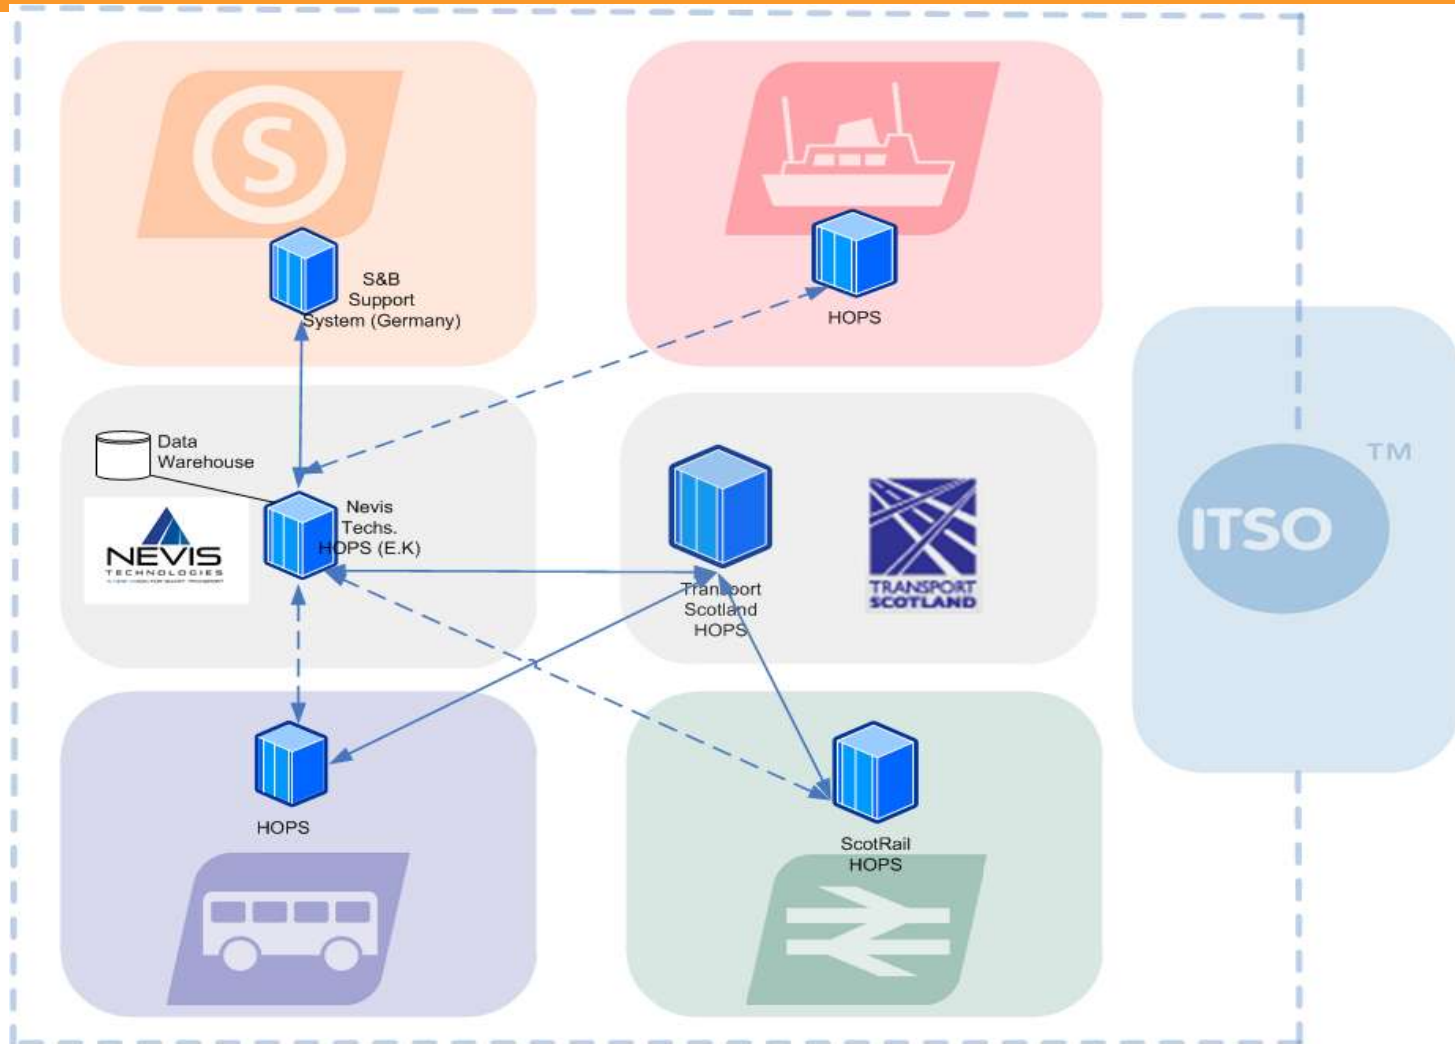 S
S&B
Support
System (Germany)
HOPS
Data
Warehouse
NEVIS
TECHNOLOGIES
Nevis
Techs.
HOPS (E.K)
Transport
Scotland
HOPS
TRANSPORT
SCOTLAND
TM
ITSO
HOPS
ScotRail
HOPS